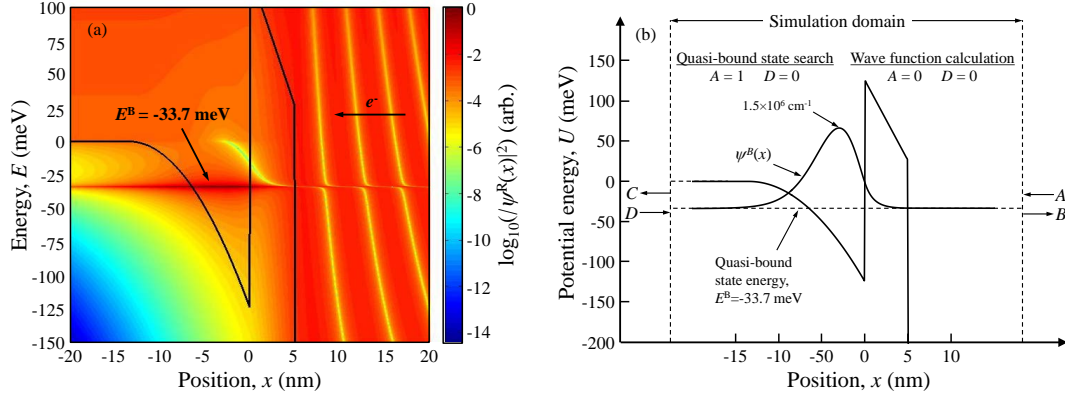 (a)
E^B = -33.7 meV
e^-
100
75
50
25
0
-25
-50
-75
-100
-125
-150
Energy, E (meV)
-20 -15 -10 -5 0 5 10 15 20
Position, x (nm)
0
-2
-4
-6
-8
-10
-12
-14
log10(|ψ^R(x)|^2) (arb.)
(b)
Simulation domain
Quasi-bound state search
A = 1 D = 0
Wave function calculation
A = 0 D = 0
1.5×10^6 cm^-1
ψ^B(x)
C
D
A
B
Quasi-bound
state energy,
E^B=-33.7 meV
150
100
50
0
-50
-100
-150
-200
Potential energy, U (meV)
-15 -10 -50 0 5 10
Position, x (nm)